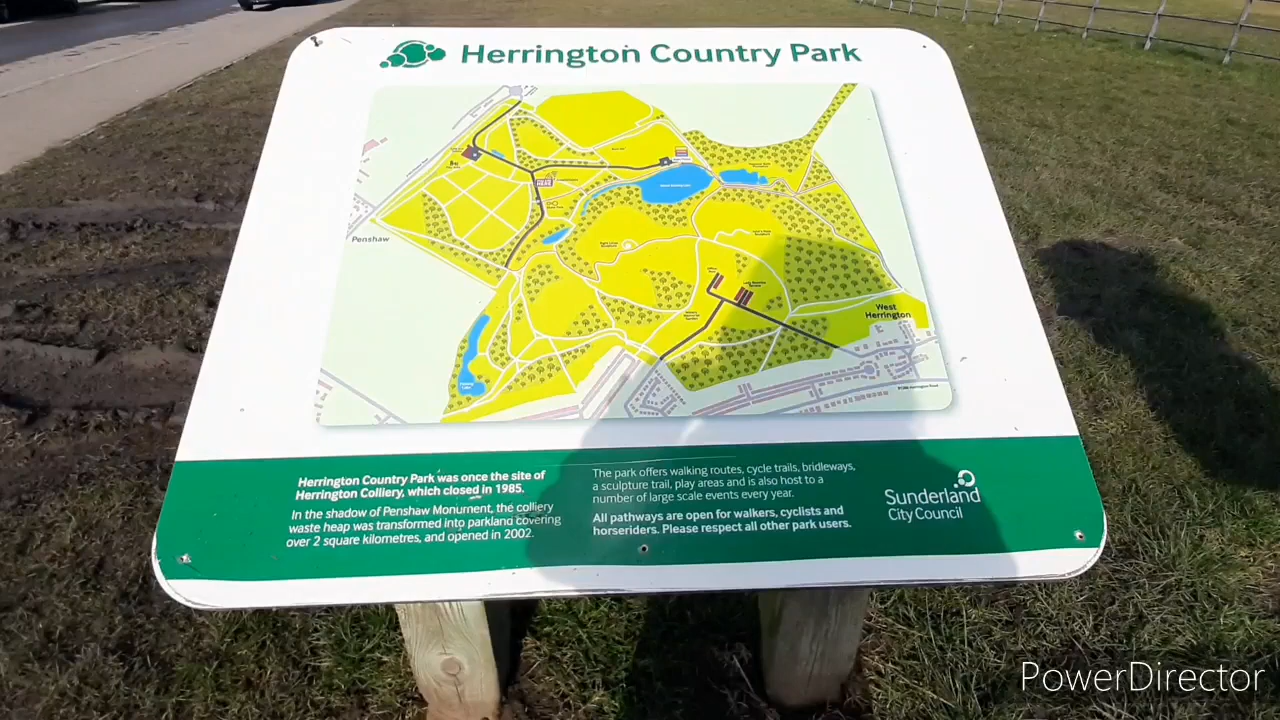 Herrington Country Park
Penshaw
West
Herrington
Herrington Country Park was once the site of
Herrington Colliery, which closed in 1985.
In the shadow of Penshaw Monument, the colliery
waste heap was transformed into parkland covering
over 2 square kilometres, and opened in 2002.
The park offers walking routes, cycle trails, bridleways,
a sculpture trail, play areas and is also host to a
number of large scale events every year.
All pathways are open for walkers, cyclists and
horseriders. Please respect all other park users.
Sunderland
City Council
PowerDirector